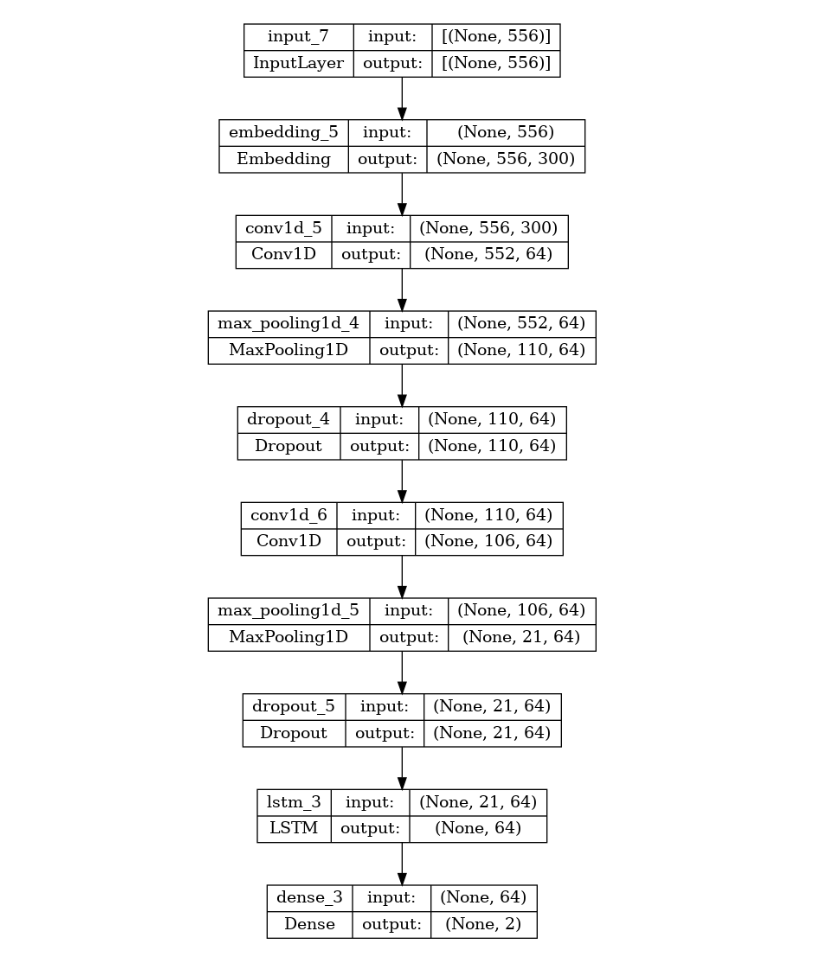 input_7 input: [(None, 556)]
InputLayer output: [(None, 556)]
embedding_5 input: (None, 556)
Embedding output: (None, 556, 300)
conv1d_5 input: (None, 556, 300)
Conv1D output: (None, 552, 64)
max_pooling1d_4 input: (None, 552, 64)
MaxPooling1D output: (None, 110, 64)
dropout_4 input: (None, 110, 64)
Dropout output: (None, 110, 64)
conv1d_6 input: (None, 110, 64)
Conv1D output: (None, 106, 64)
max_pooling1d_5 input: (None, 106, 64)
MaxPooling1D output: (None, 21, 64)
dropout_5 input: (None, 21, 64)
Dropout output: (None, 21, 64)
lstm_3 input: (None, 21, 64)
LSTM output: (None, 64)
dense_3 input: (None, 64)
Dense output: (None, 2)